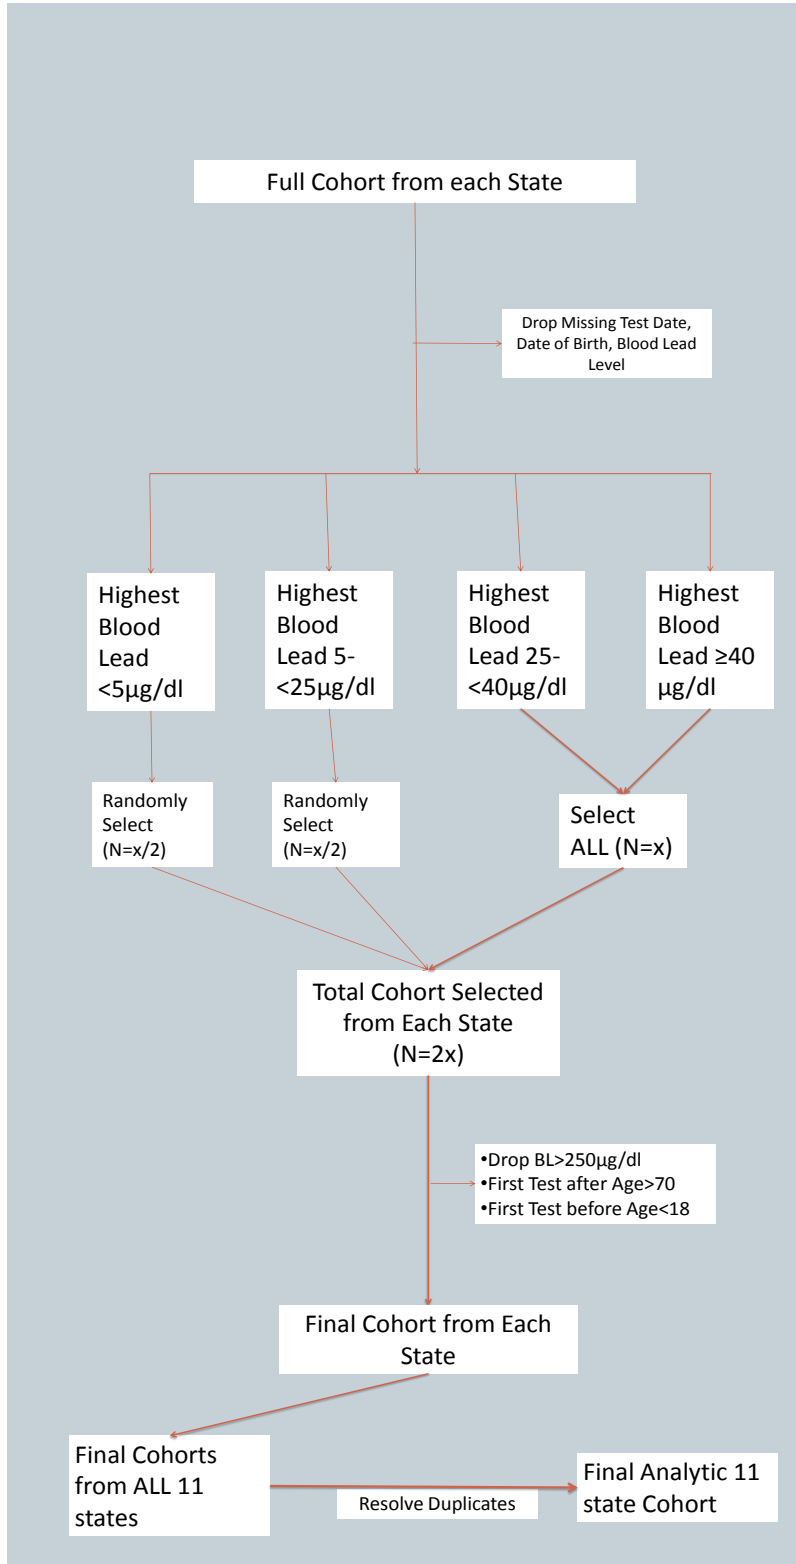 Full Cohort from each State
Drop Missing Test Date,
Date of Birth, Blood Lead
Level
Highest
Blood
Lead
<5µg/dl
Highest
Blood
Lead 5-
<25µg/dl
Highest
Blood
Lead 25-
<40µg/dl
Highest
Blood
Lead ≥40
µg/dl
Randomly
Select
(N=x/2)
Randomly
Select
(N=x/2)
Select
ALL (N=x)
Total Cohort Selected
from Each State
(N=2x)
•Drop BL>250µg/dl
•First Test after Age>70
•First Test before Age<18
Final Cohort from Each
State
Final Cohorts
from ALL 11
states
Resolve Duplicates
Final Analytic 11
state Cohort